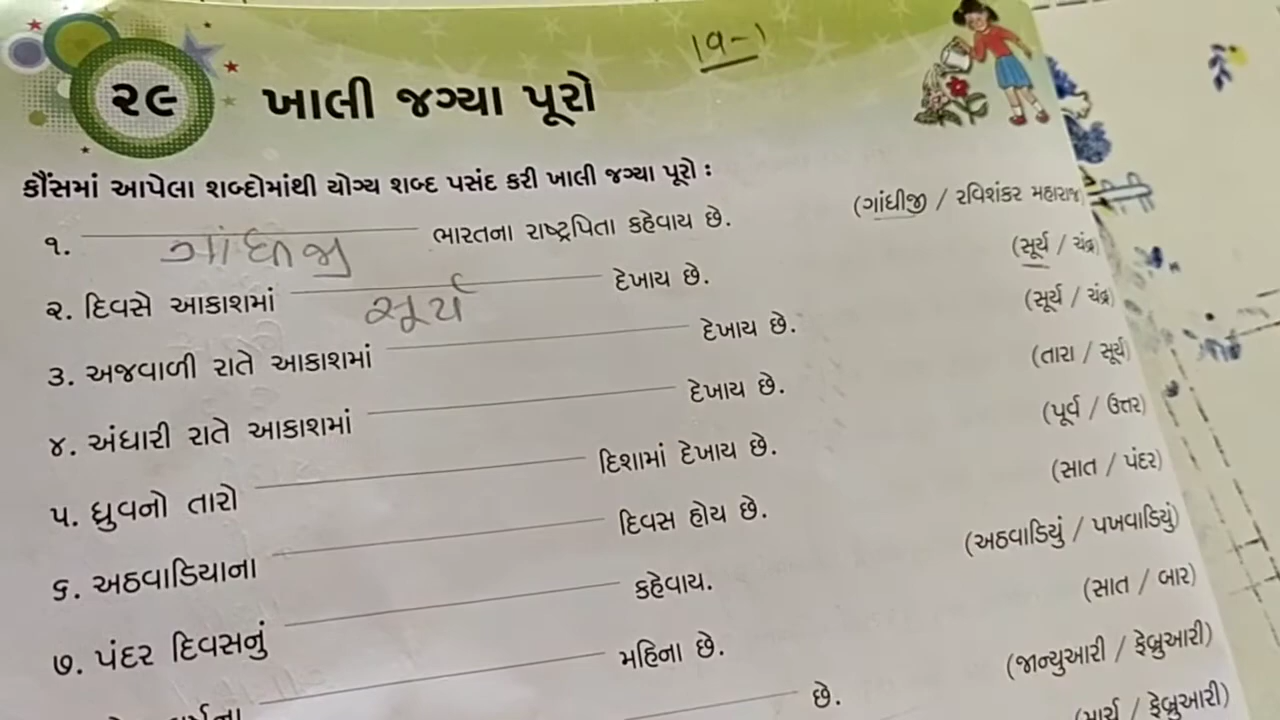 ૨૯ ખાલી જગ્યા પૂરો
૧૧-૧
કૌંસમાં આપેલા શબ્દોમાંથી યોગ્ય શબ્દ પસંદ કરી ખાલી જગ્યા પૂરો :
૧. ગાંધીજી ભારતના રાષ્ટ્રપિતા કહેવાય છે. (ગાંધીજી / રવિશંકર મહારાજ)
૨. દિવસે આકાશમાં સૂર્ય દેખાય છે. (સૂર્ય / ચંદ્ર)
૩. અજવાળી રાતે આકાશમાં દેખાય છે. (સૂર્ય / ચંદ્ર)
૪. અંધારી રાતે આકાશમાં દેખાય છે. (તારા / સૂર્ય)
૫. ધ્રુવનો તારો દિશામાં દેખાય છે. (પૂર્વ / ઉત્તર)
૬. અઠવાડિયાના દિવસ હોય છે. (સાત / પંદર)
૭. પંદર દિવસનું કહેવાય. (અઠવાડિયું / પખવાડિયું)
મહિના છે. (સાત / બાર)
છે. (જાન્યુઆરી / ફેબ્રુઆરી)
(માર્ચ / ફેબ્રુઆરી)